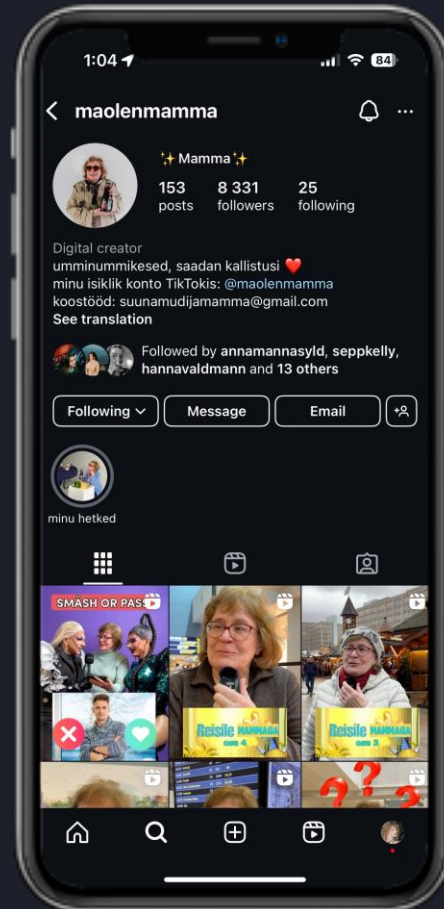 1:04
84
maolenmamma
✨Mamma✨
153 8 331 25
posts followers following
Digital creator
umminummikesed, saadan kallistusi ❤️
minu isiklik konto TikTokis: @maolenmamma
koostööd: suunamudijamamma@gmail.com
See translation
Followed by annamannasyld, seppkelly,
hannavaldmann and 13 others
Following Message Email
minu hetked
SMASH OR PASS
Reisile MAMMAGA
osa 4
Reisile MAMMAGA
osa 3
???